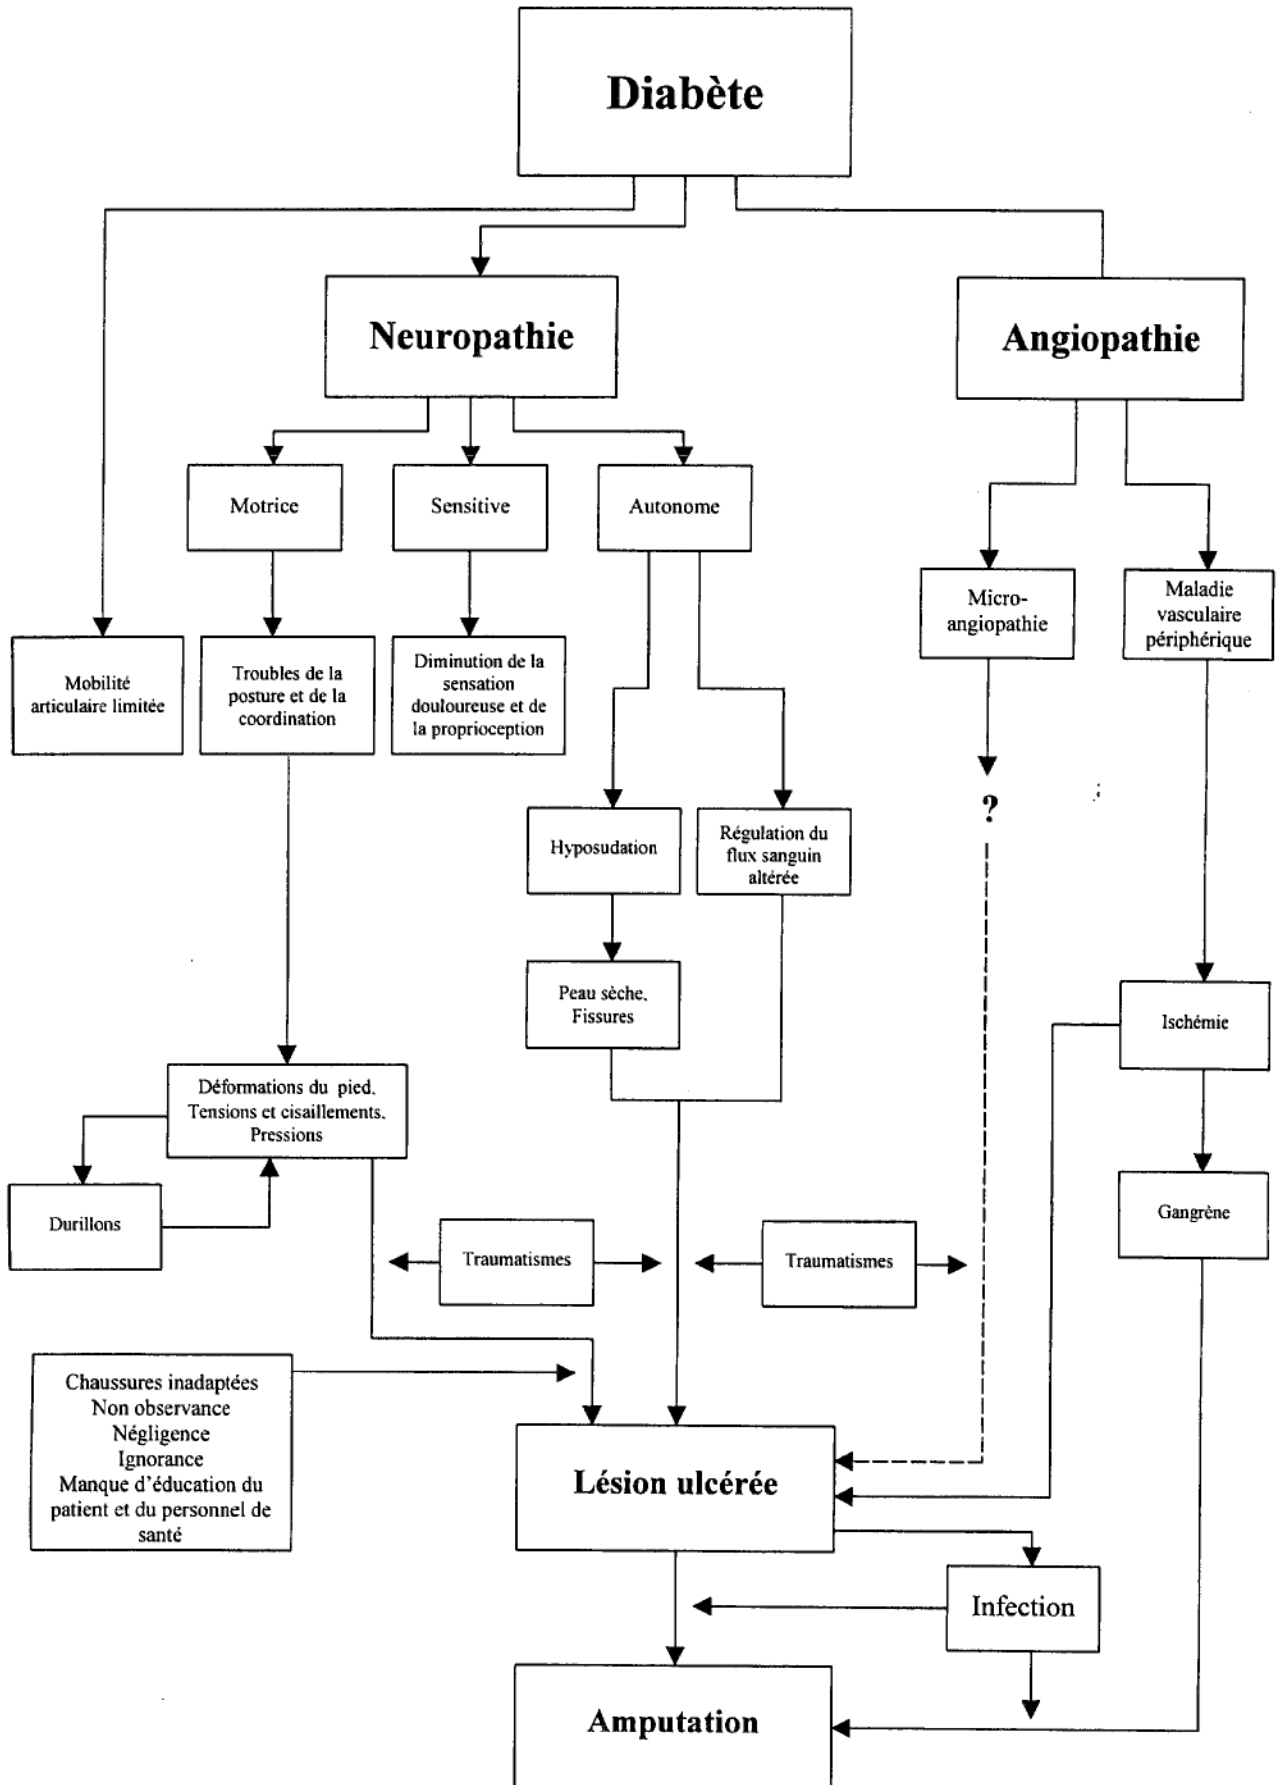 Diabète
Neuropathie
Angiopathie
Motrice
Sensitive
Autonome
Micro-
angiopathie
Maladie
vasculaire
périphérique
Mobilité
articulaire limitée
Troubles de la
posture et de la
coordination
Diminution de la
sensation
douloureuse et de
la proprioception
?
Hyposudation
Régulation du
flux sanguin
altérée
Peau sèche,
Fissures
Ischémie
Déformations du pied,
Tensions et cisaillements,
Pressions
Durillons
Gangrène
Traumatismes
Traumatismes
Chaussures inadaptées
Non observance
Négligence
Ignorance
Manque d'éducation du
patient et du personnel de
santé
Lésion ulcérée
Infection
Amputation